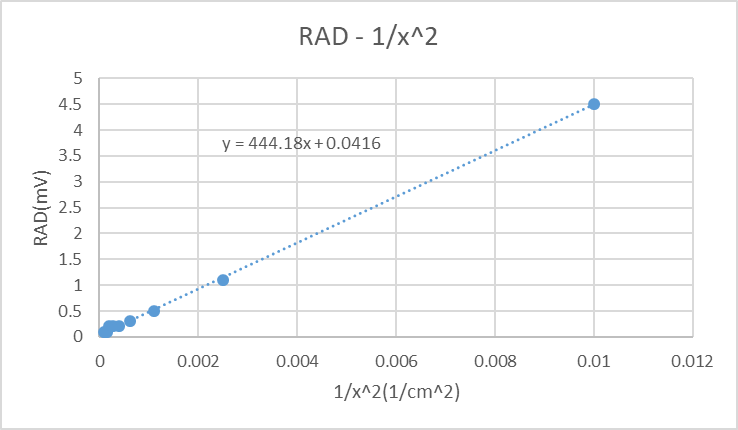 RAD - 1/x^2
5
4.5
4
3.5
3
2.5
2
1.5
1
0.5
0
RAD(mV)
y = 444.18x + 0.0416
0 0.002 0.004 0.006 0.008 0.01 0.012
1/x^2(1/cm^2)